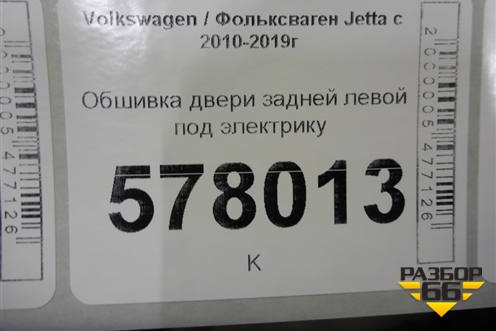 Volkswagen / Фольксваген Jetta с
2010-2019г
Обшивка двери задней левой
под электрику
578013
К
2000005477126
2000005477126
РАЗБОР
66